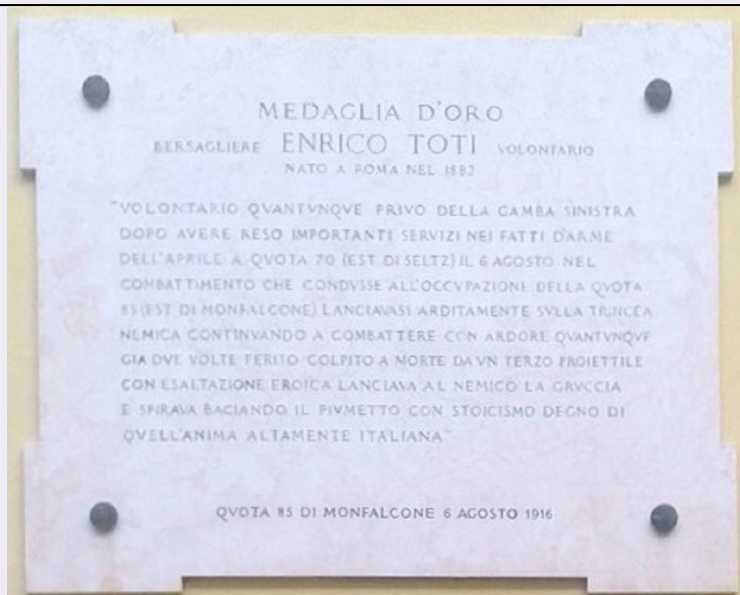 MEDAGLIA D'ORO
BERSAGLIERE ENRICO TOTI VOLONTARIO
NATO A ROMA NEL 1882
"VOLONTARIO QVANTVNQVE PRIVO DELLA GAMBA SINISTRA
DOPO AVERE RESO IMPORTANTI SERVIZI NEI FATTI D'ARME
DELL'APRILE A QVOTA 70 (EST DI SELTZ) IL 6 AGOSTO NEL
COMBATTIMENTO CHE CONDVSSE ALL'OCCVPAZIONE DELLA QVOTA
85 (EST DI MONFALCONE) LANCIAVASI ARDITAMENTE SVLLA TRINCEA
NEMICA CONTINVANDO A COMBATTERE CON ARDORE QVANTVNQVE
GIA DVE VOLTE FERITO COLPITO A MORTE DA VN TERZO PROIETTILE
CON ESALTAZIONE EROICA LANCIAVA AL NEMICO LA GRVCCIA
E SPIRAVA BACIANDO IL PIVMETTO CON STOICISMO DEGNO DI
QVELL'ANIMA ALTAMENTE ITALIANA"
QVOTA 85 DI MONFALCONE 6 AGOSTO 1916